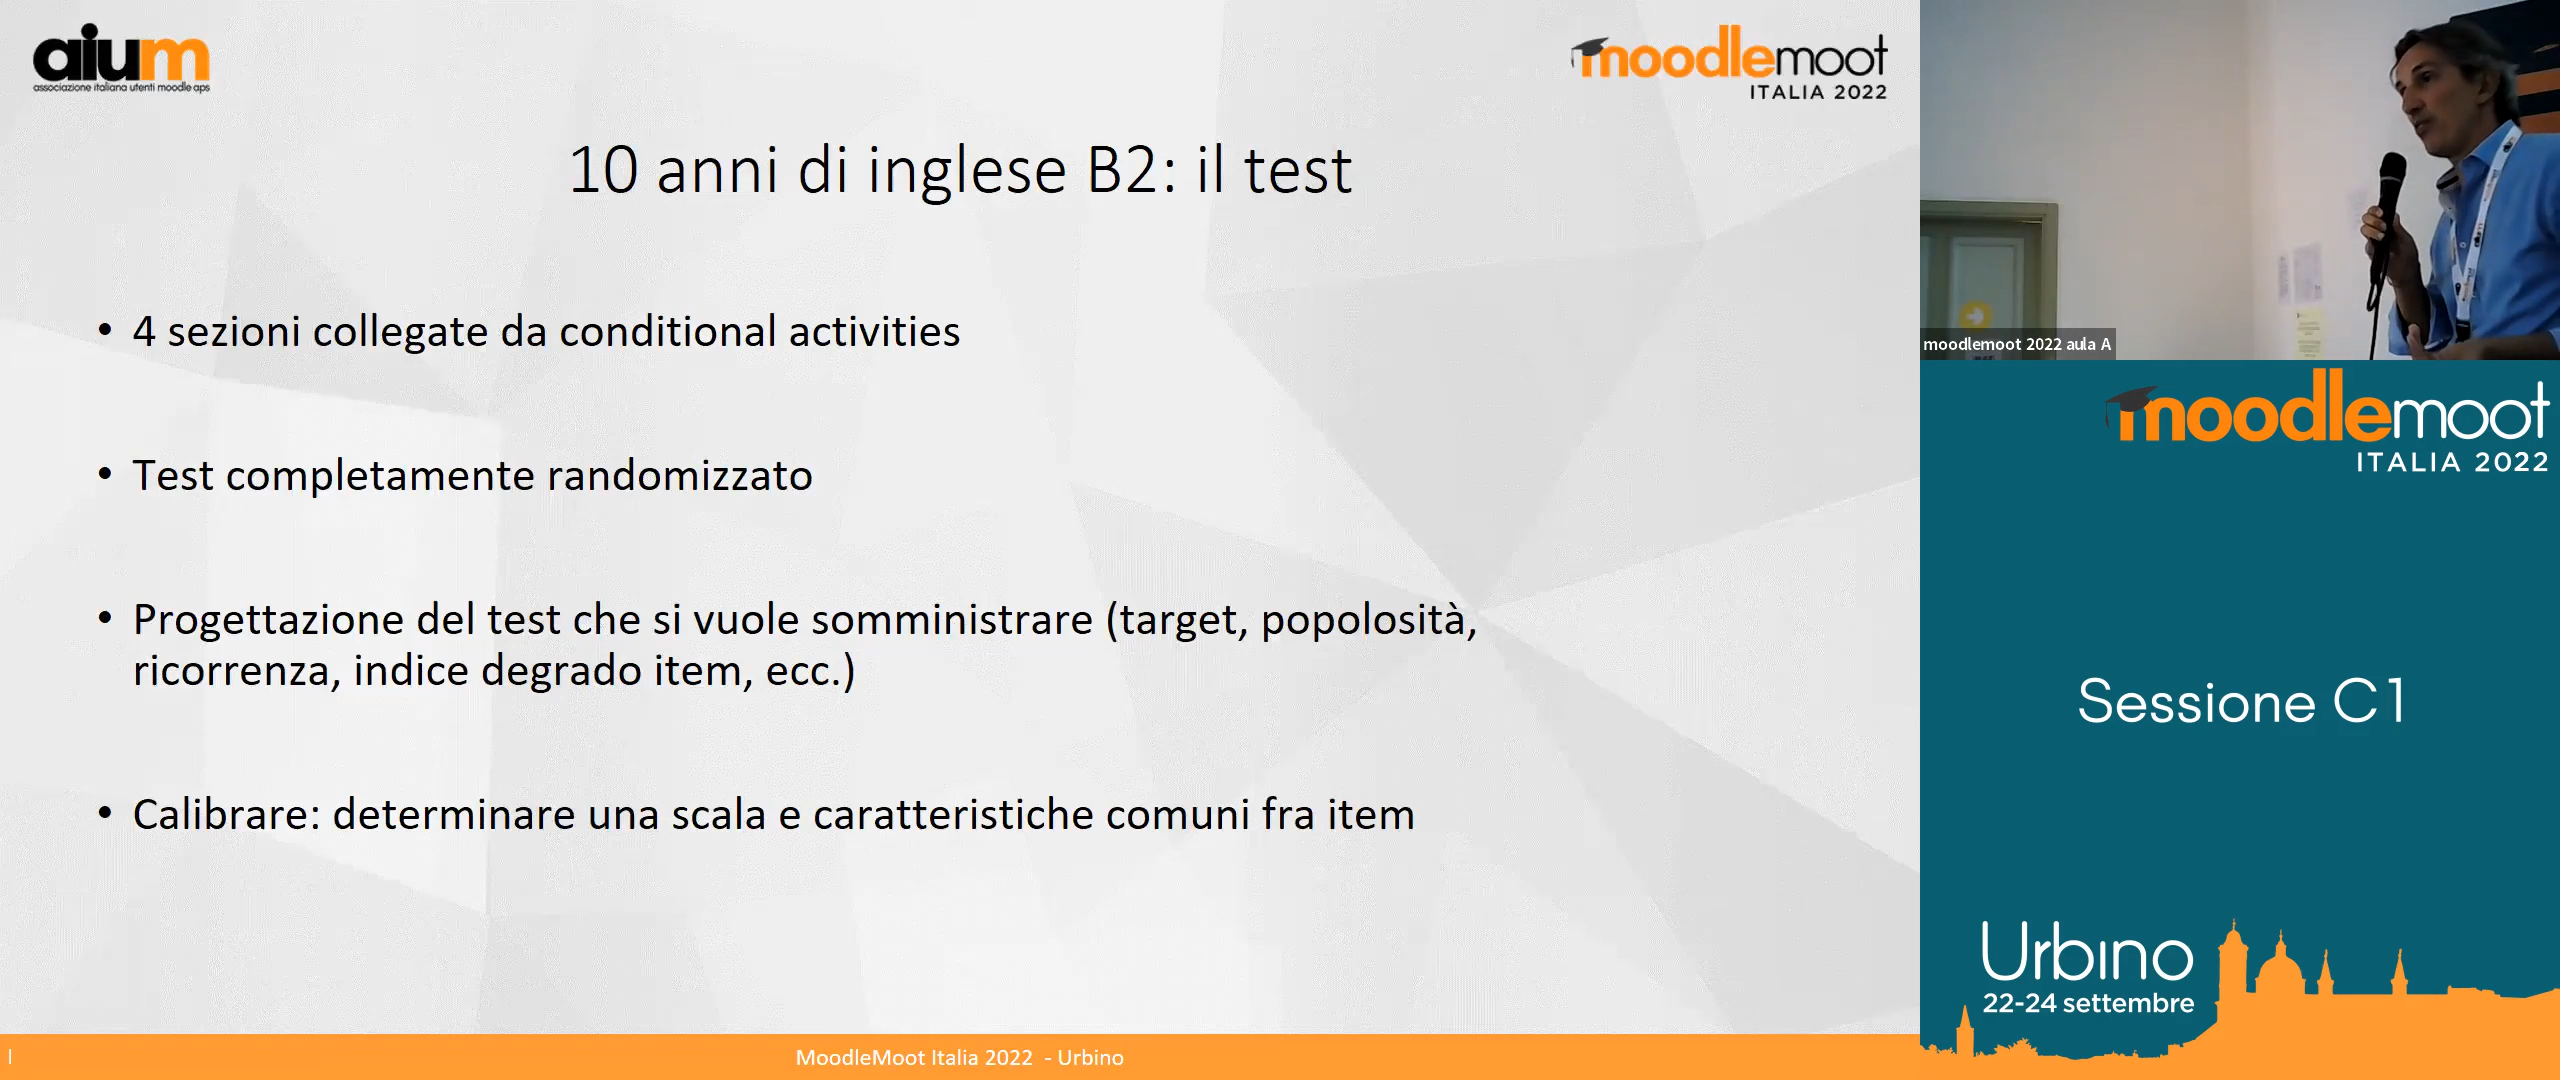 aium
associazione italiana utenti moodle aps
moodlemoot
ITALIA 2022
10 anni di inglese B2: il test
• 4 sezioni collegate da conditional activities
• Test completamente randomizzato
• Progettazione del test che si vuole somministrare (target, popolosità,
ricorrenza, indice degrado item, ecc.)
• Calibrare: determinare una scala e caratteristiche comuni fra item
MoodleMoot Italia 2022 - Urbino
moodlemoot 2022 aula A
moodlemoot
ITALIA 2022
Sessione C1
Urbino
22-24 settembre